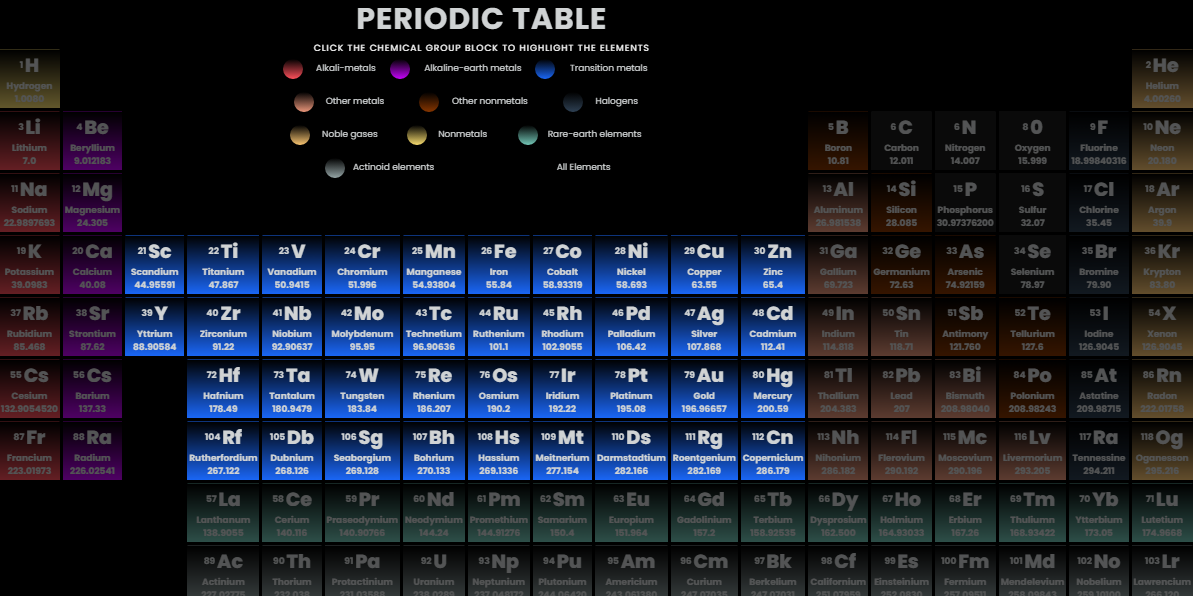 PERIODIC TABLE
CLICK THE CHEMICAL GROUP BLOCK TO HIGHLIGHT THE ELEMENTS
Alkali-metals Alkaline-earth metals Transition metals
Other metals Other nonmetals Halogens
Noble gases Nonmetals Rare-earth elements
Actinoid elements All Elements
1 H 2 He
Hydrogen Helium
1.0080 4.00260
3 Li 4 Be 5 B 6 C 6 N 8 O 9 F 10 Ne
Lithium Beryllium Boron Carbon Nitrogen Oxygen Fluorine Neon
7.0 9.012183 10.81 12.011 14.007 15.999 18.99840316 20.180
11 Na 12 Mg 13 Al 14 Si 15 P 16 S 17 Cl 18 Ar
Sodium Magnesium Aluminum Silicon Phosphorus Sulfur Chlorine Argon
22.9897693 24.305 26.981538 28.085 30.97376200 32.07 35.45 39.9
19 K 20 Ca 21 Sc 22 Ti 23 V 24 Cr 25 Mn 26 Fe 27 Co 28 Ni 29 Cu 30 Zn 31 Ga 32 Ge 33 As 34 Se 35 Br 36 Kr
Potassium Calcium Scandium Titanium Vanadium Chromium Manganese Iron Cobalt Nickel Copper Zinc Gallium Germanium Arsenic Selenium Bromine Krypton
39.0983 40.08 44.95591 47.867 50.9415 51.996 54.93804 55.84 58.93319 58.693 63.55 65.4 69.723 72.63 74.92159 78.97 79.90 83.80
37 Rb 38 Sr 39 Y 40 Zr 41 Nb 42 Mo 43 Tc 44 Ru 45 Rh 46 Pd 47 Ag 48 Cd 49 In 50 Sn 51 Sb 52 Te 53 I 54 X
Rubidium Strontium Yttrium Zirconium Niobium Molybdenum Technetium Ruthenium Rhodium Palladium Silver Cadmium Indium Tin Antimony Tellurium Iodine Xenon
85.468 87.62 88.90584 91.22 92.90637 95.95 96.90636 101.1 102.9055 106.42 107.868 112.41 114.818 118.71 121.760 127.6 126.9045 126.9045
55 Cs 56 Cs 72 Hf 73 Ta 74 W 75 Re 76 Os 77 Ir 78 Pt 79 Au 80 Hg 81 Tl 82 Pb 83 Bi 84 Po 85 At 86 Rn
Cesium Barium Hafnium Tantalum Tungsten Rhenium Osmium Iridium Platinum Gold Mercury Thallium Lead Bismuth Polonium Astatine Radon
132.9054520 137.33 178.49 180.9479 183.84 186.207 190.2 192.22 195.08 196.96657 200.59 204.383 207 208.98040 208.98243 209.98715 222.01758
87 Fr 88 Ra 104 Rf 105 Db 106 Sg 107 Bh 108 Hs 109 Mt 110 Ds 111 Rg 112 Cn 113 Nh 114 Fl 115 Mc 116 Lv 117 Ra 118 Og
Francium Radium Rutherfordium Dubnium Seaborgium Bohrium Hassium Meitnerium Darmstadtium Roentgenium Copernicium Nihonium Flerovium Moscovium Livermorium Tennessine Oganesson
223.01973 226.02541 267.122 268.126 269.128 270.133 269.1336 277.154 282.166 282.169 286.179 286.182 290.192 290.196 293.205 294.211 295.216
57 La 58 Ce 59 Pr 60 Nd 61 Pm 62 Sm 63 Eu 64 Gd 65 Tb 66 Dy 67 Ho 68 Er 69 Tm 70 Yb 71 Lu
Lanthanum Cerium Praseodymium Neodymium Promethium Samarium Europium Gadolinium Terbium Dysprosium Holmium Erbium Thuliumn Ytterbium Lutetium
138.9055 140.116 140.90765 144.24 144.91276 150.4 151.964 157.2 158.92535 162.500 164.93033 167.26 168.93422 173.05 174.9668
89 Ac 90 Th 91 Pa 92 U 93 Np 94 Pu 95 Am 96 Cm 97 Bk 98 Cf 99 Es 100 Fm 101 Md 102 No 103 Lr
Actinium Thorium Protactinium Uranium Neptunium Plutonium Americium Curium Berkelium Californium Einsteinium Fermium Mendelevium Nobelium Lawrencium